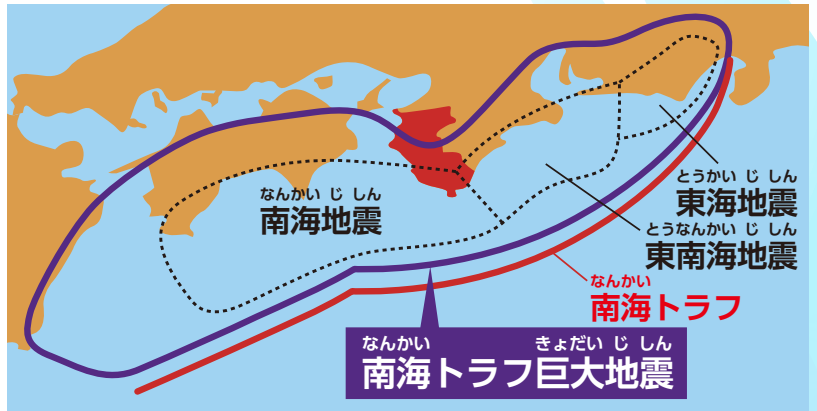 なんかい じ しん
南海地震
とうかい じ しん
東海地震
とうなんかい じ しん
東南海地震
なんかい
南海トラフ
なんかい きょだい じ しん
南海トラフ巨大地震